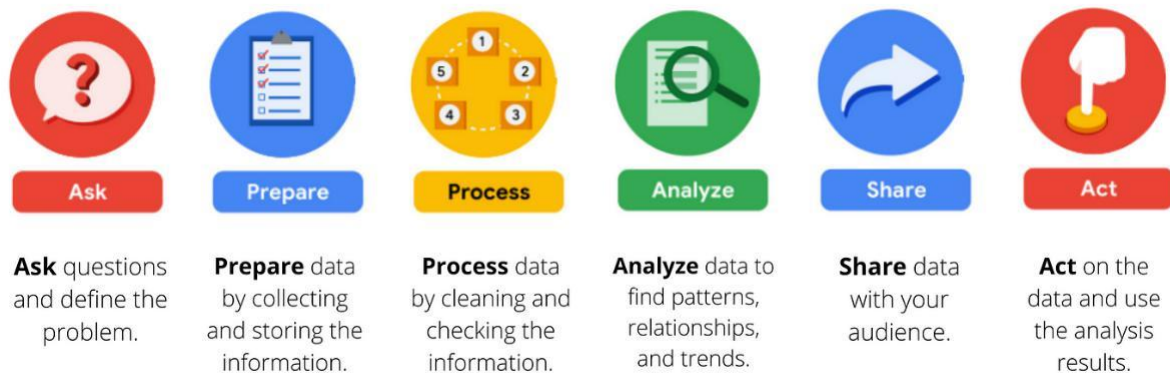 1
2
3
4
5
Ask
Prepare
Process
Analyze
Share
Act
Ask questions
and define the
problem.
Prepare data
by collecting
and storing the
information.
Process data
by cleaning and
checking the
information.
Analyze data to
find patterns,
relationships,
and trends.
Share data
with your
audience.
Act on the
data and use
the analysis
results.